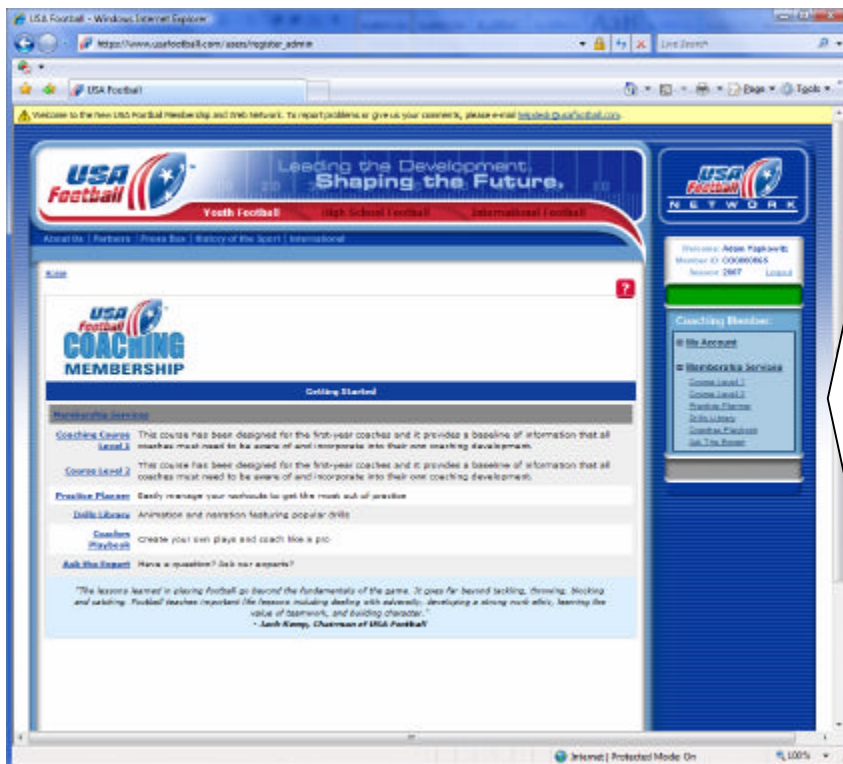 USA Football - Windows Internet Explorer
https://www.usafootball.com/users/register_admin
Live Search
USA Football
Page
Tools
Welcome to the New USA Football Membership and Web Network. To report problems or give us your comments, please e-mail helpdesk@usafootball.com.
USA Football
Leading the Development.
Shaping the Future.
Youth Football
High School Football
International Football
USA Football
NETWORK
About Us | Partners | Press Box | History of the Sport | International
Welcome:
Member ID:
Season: 2007 Logout
Home
?
USA Football
COACHING
MEMBERSHIP
Coaching Member:
My Account
Membership Services
Course Level 1
Course Level 2
Practice Planner
Drills Library
Coaches Playbook
Ask The Expert
Getting Started
Membership Services
Coaching Course Level 1 This course has been designed for the first-year coaches and it provides a baseline of information that all
coaches must need to be aware of and incorporate into their own coaching development.
Course Level 2 This course has been designed for the first-year coaches and it provides a baseline of information that all
coaches must need to be aware of and incorporate into their own coaching development.
Practice Planner Easily manage your workouts to get the most out of practice
Drills Library Animation and narration featuring popular drills
Coaches Playbook Create your own plays and coach like a pro
Ask the Expert Have a question? Ask our experts?
"The lessons learned in playing football go beyond the fundamentals of the game. It goes far beyond tackling, throwing, blocking
and catching. Football teaches important life lessons including dealing with adversity, developing a strong work ethic, learning the
value of teamwork, and building character."
- Jack Kemp, Chairman of USA Football
Internet | Protected Mode: On
100%